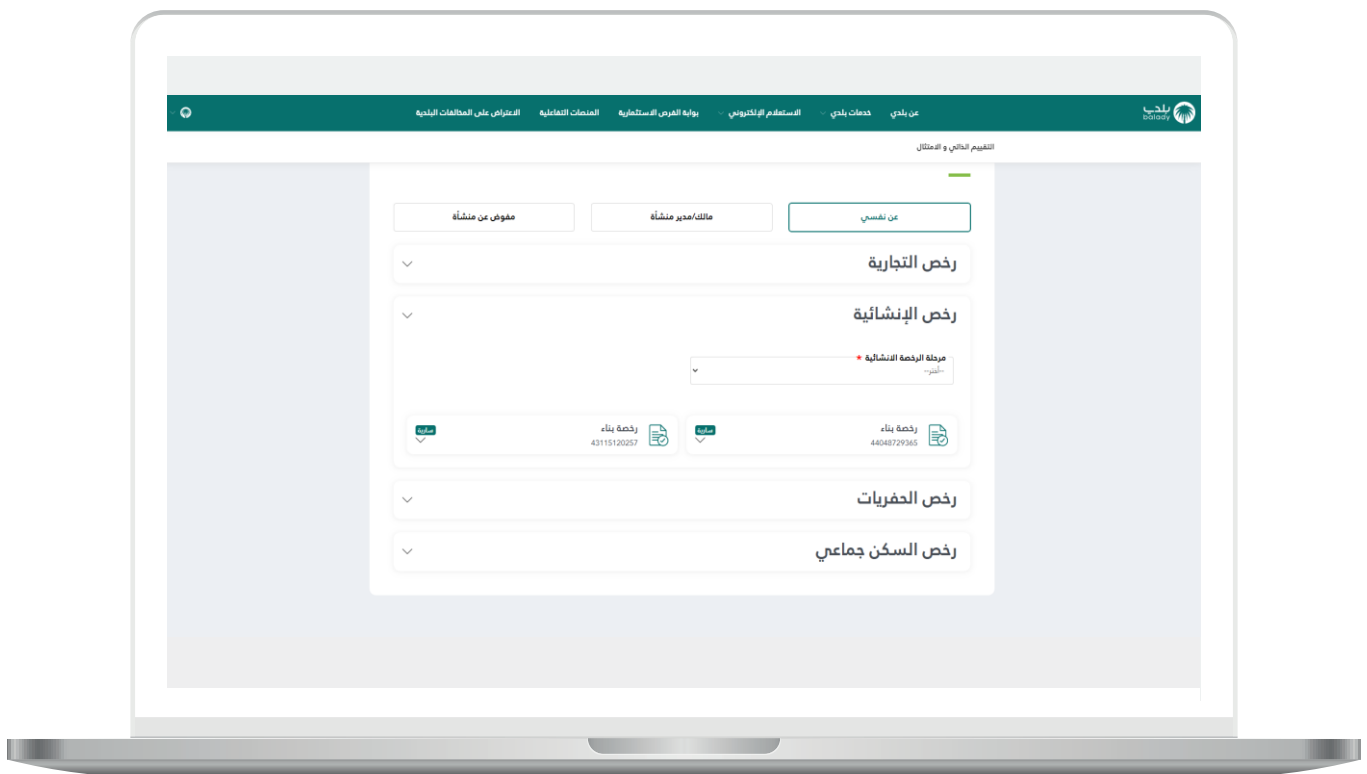 بلدي
balady
عن بلدي
خدمات بلدي
الاستعلام الإلكتروني
بوابة الفرص الاستثمارية
المنصات التفاعلية
الاعتراض على المخالفات البلدية
التقييم الذاتي و الامتثال
عن نفسي
مالك/مدير منشأة
مفوض عن منشأة
رخص التجارية
رخص الإنشائية
مرحلة الرخصة الانشائية *
--أختر--
رخصة بناء
44048729365
سارية
رخصة بناء
43115120257
سارية
رخص الحفريات
رخص السكن جماعي